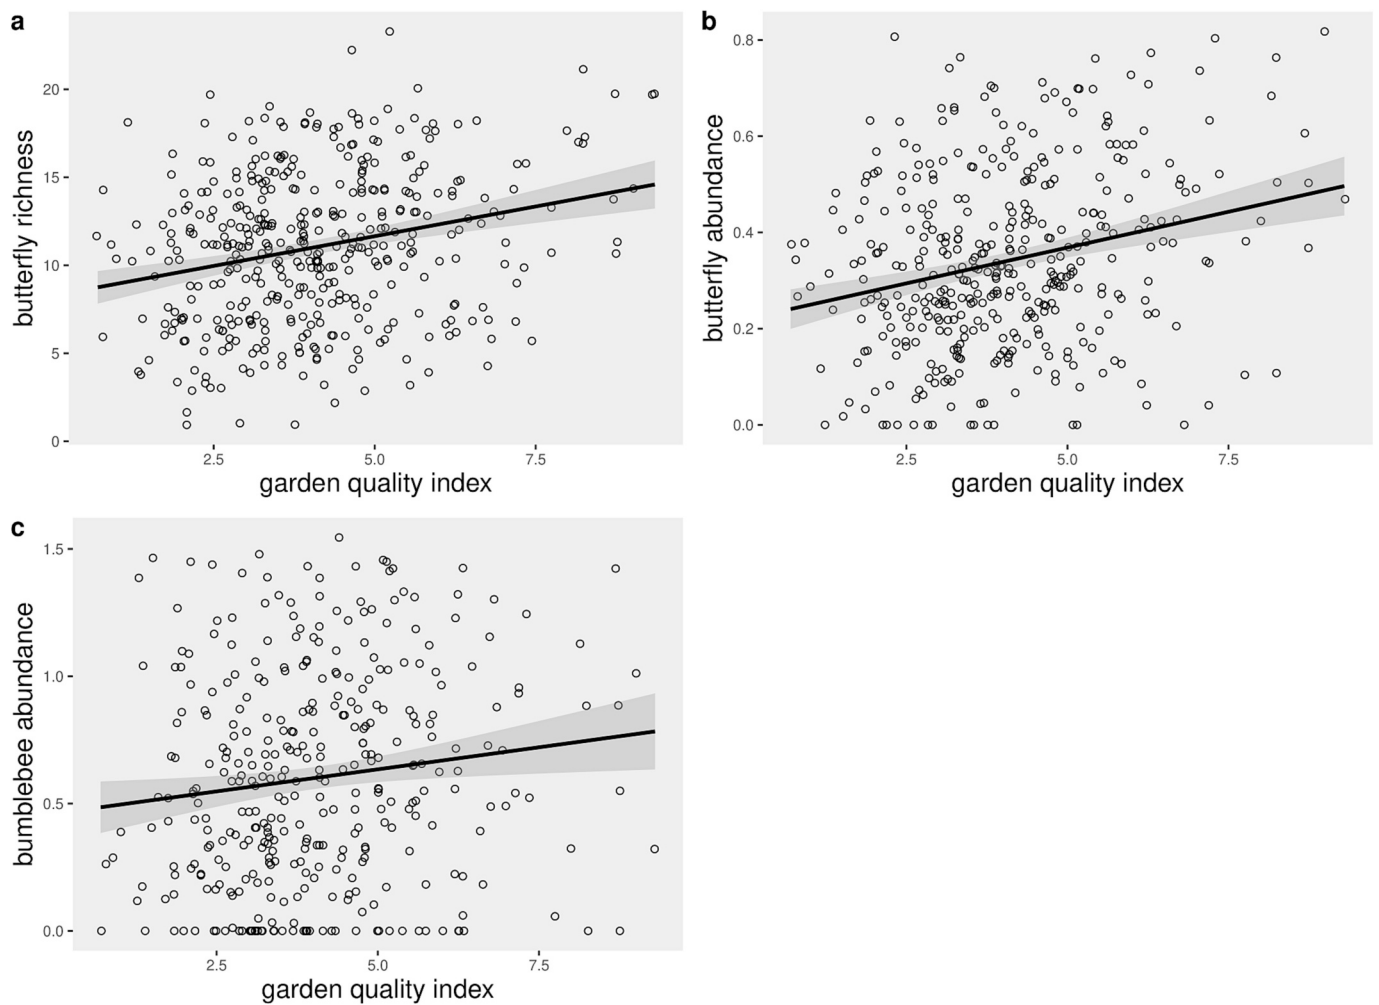 a
butterfly richness
20
15
10
5
0
2.5 5.0 7.5
garden quality index
b
butterfly abundance
0.8
0.6
0.4
0.2
0.0
2.5 5.0 7.5
garden quality index
c
bumblebee abundance
1.5
1.0
0.5
0.0
2.5 5.0 7.5
garden quality index